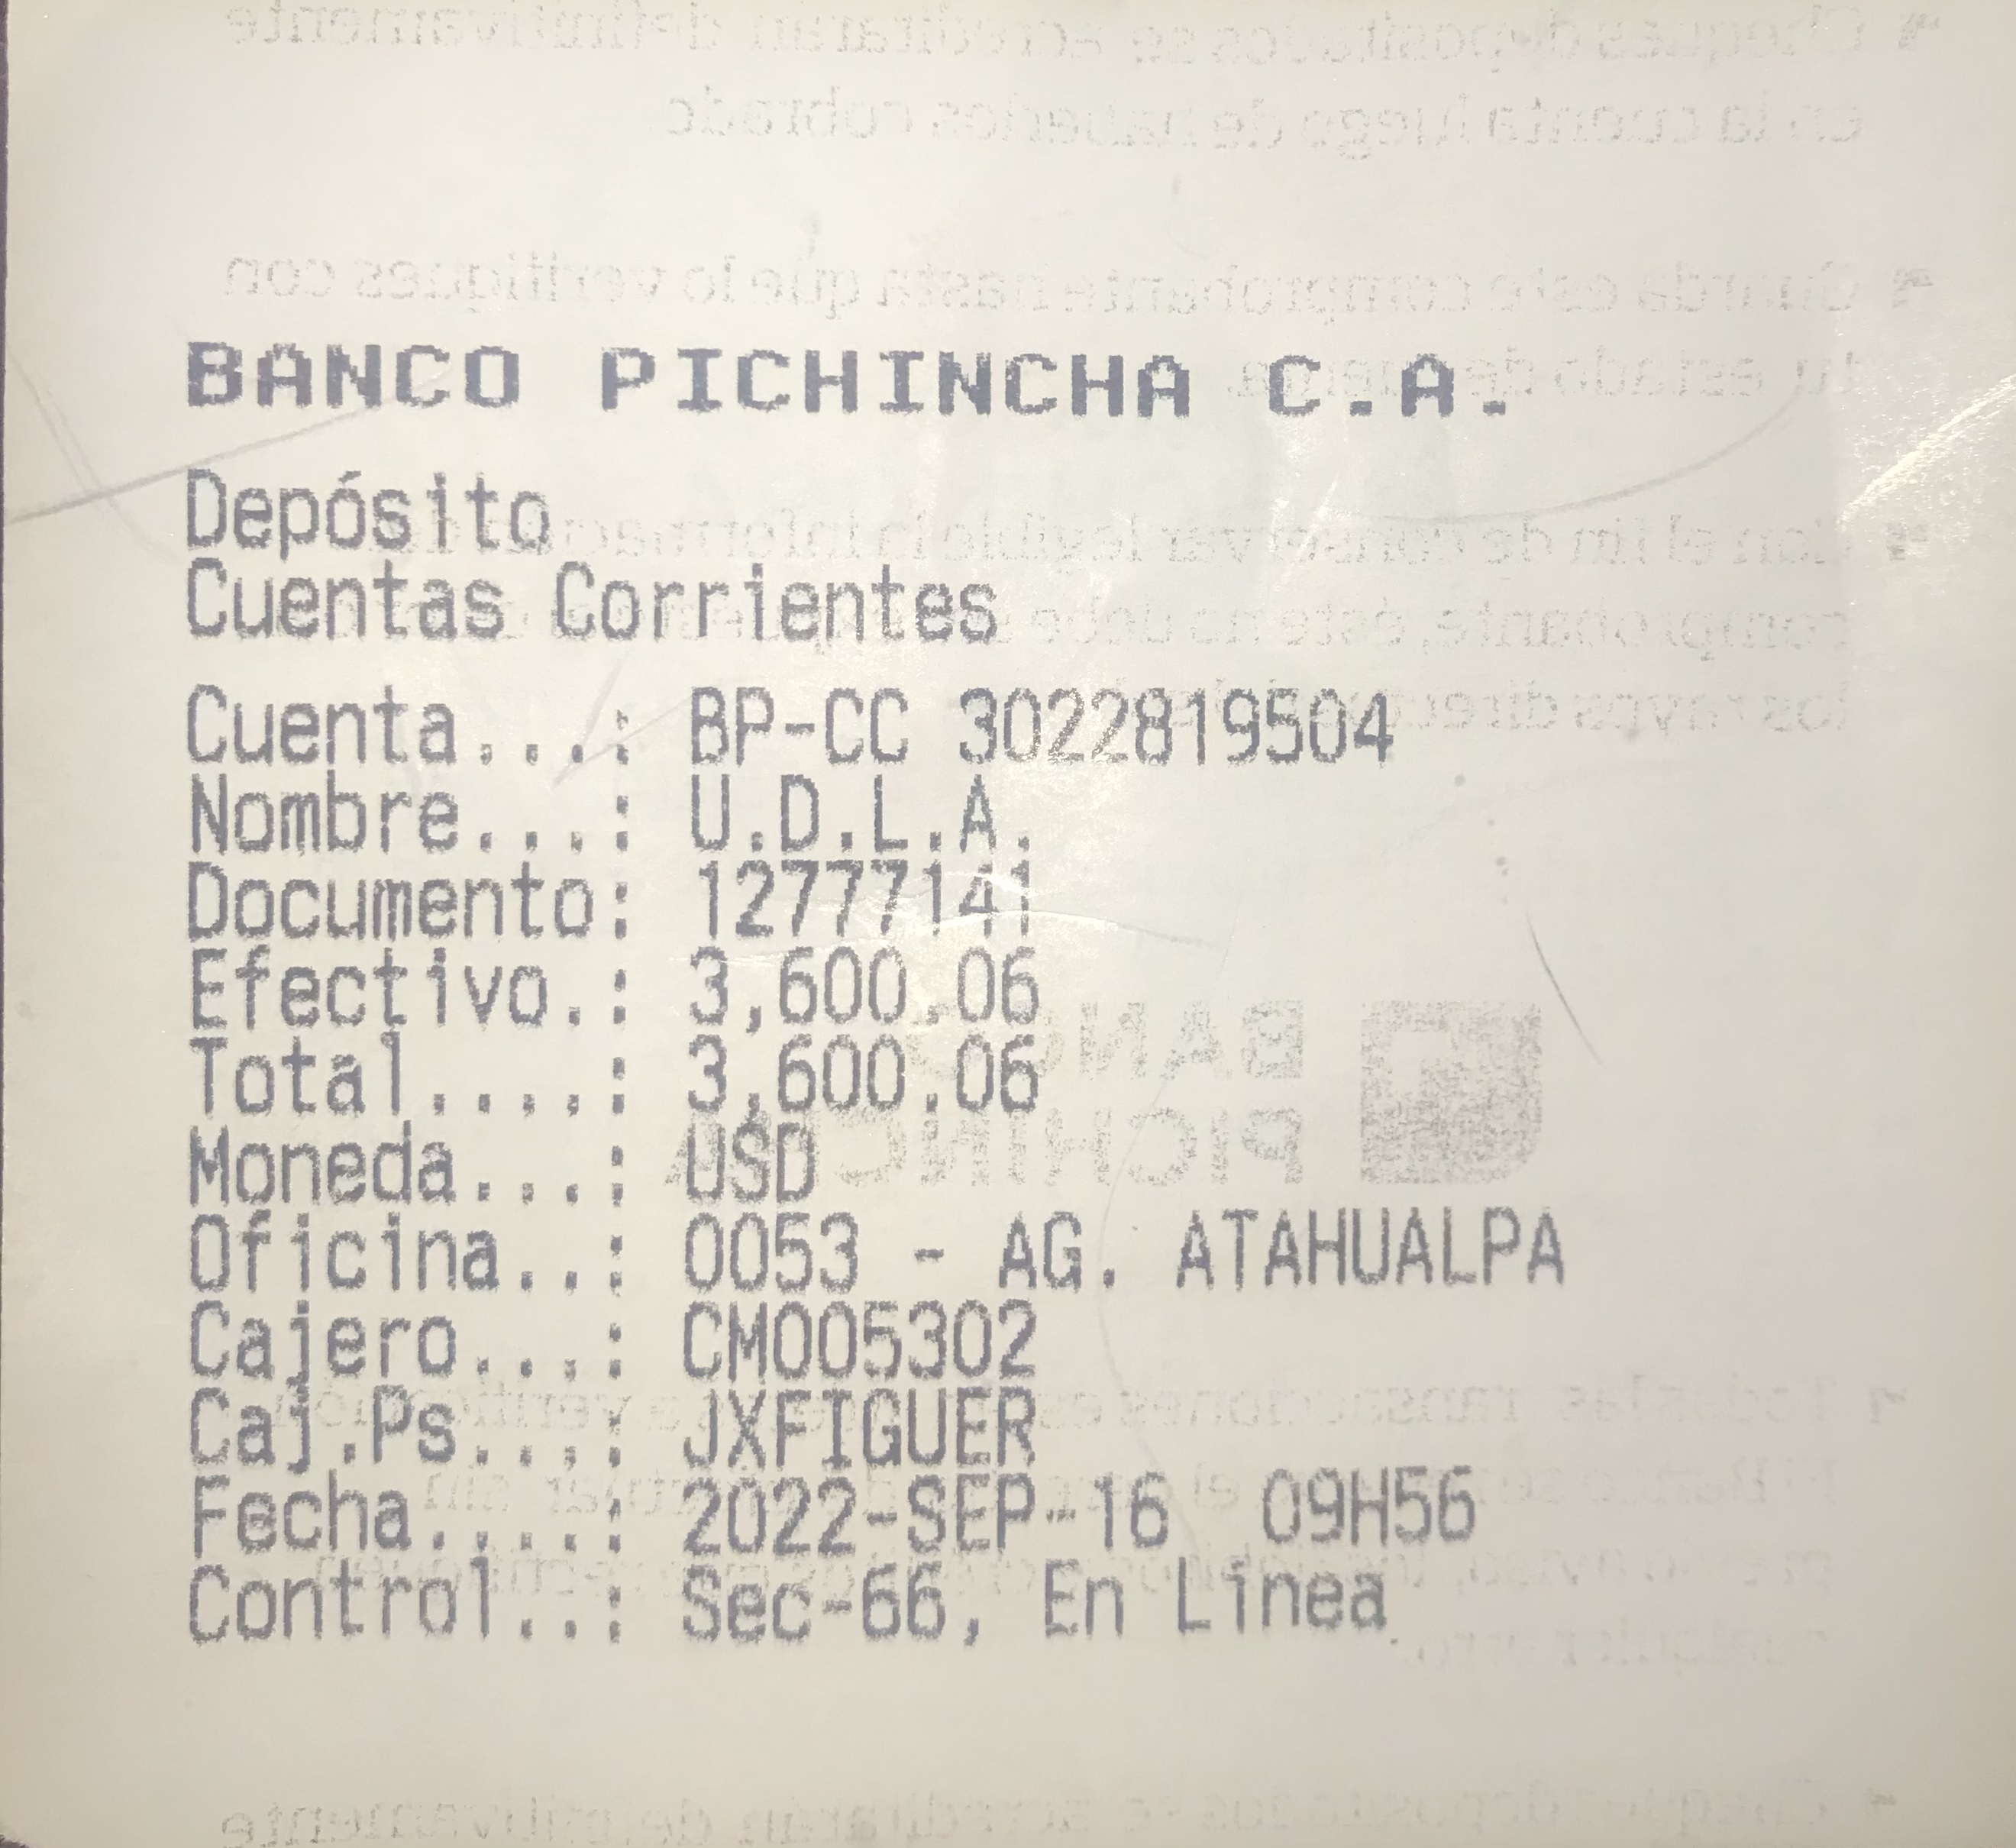 BANCO PICHINCHA C.A.
Depósito
Cuentas Corrientes
Cuenta...: BP-CC 3022819504
Nombre...: U.D.L.A.
Documento: 12777141
Efectivo.: 3,600.06
Total....: 3,600.06
Moneda...: USD
Oficina..: 0053 - AG. ATAHUALPA
Cajero...: CM005302
Caj.Ps...: JXFIGUER
Fecha....: 2022-SEP-16 09H56
Control..: Sec-66, En Línea